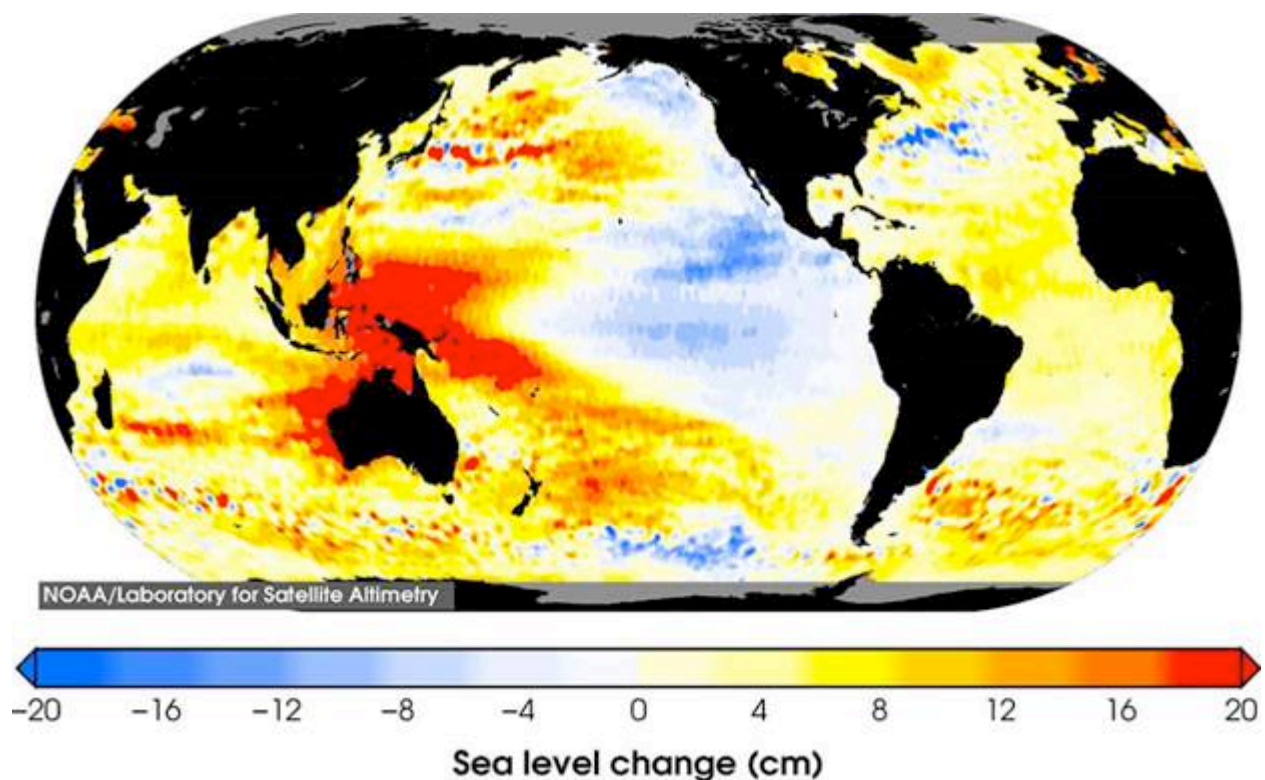 NOAA/Laboratory for Satellite Altimetry
–20 –16 –12 –8 –4 0 4 8 12 16 20
Sea level change (cm)